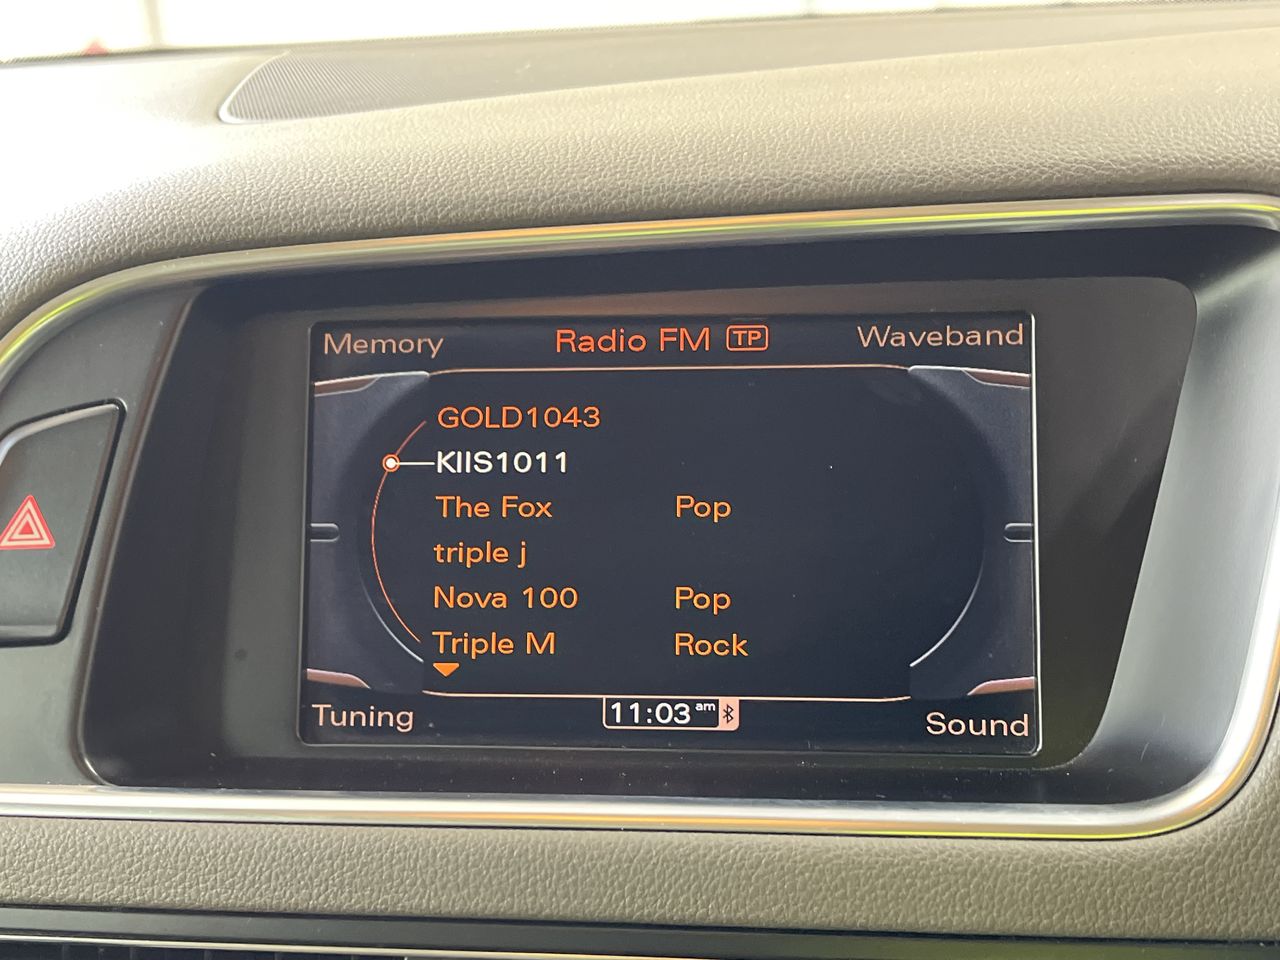 Memory Radio FM TP Waveband
GOLD1043
KIIS1011
The Fox Pop
triple j
Nova 100 Pop
Triple M Rock
Tuning 11:03 am Sound